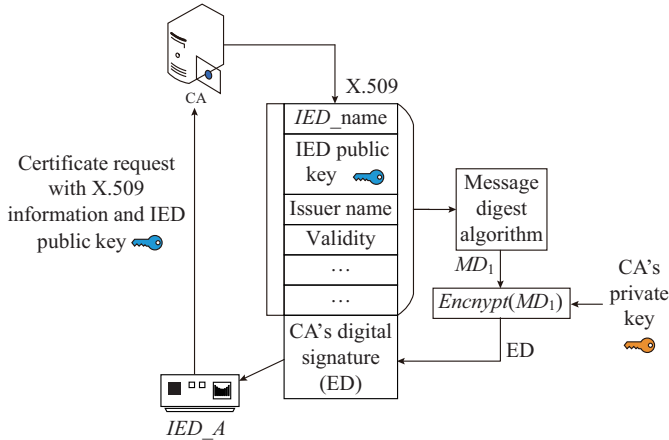 CA
X.509
IED_name
IED public
key
Issuer name
Validity
...
...
CA's digital
signature
(ED)
Certificate request
with X.509
information and IED
public key
Message
digest
algorithm
MD₁
Encnypt(MD₁)
CA's
private
key
ED
IED_A